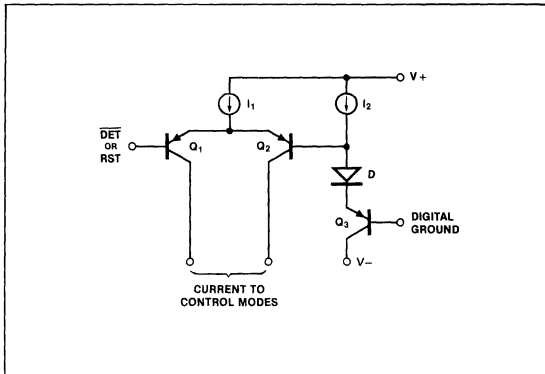 V+
I1
I2
DET
OR
RST
Q1
Q2
D
Q3
DIGITAL
GROUND
V−
CURRENT TO
CONTROL MODES